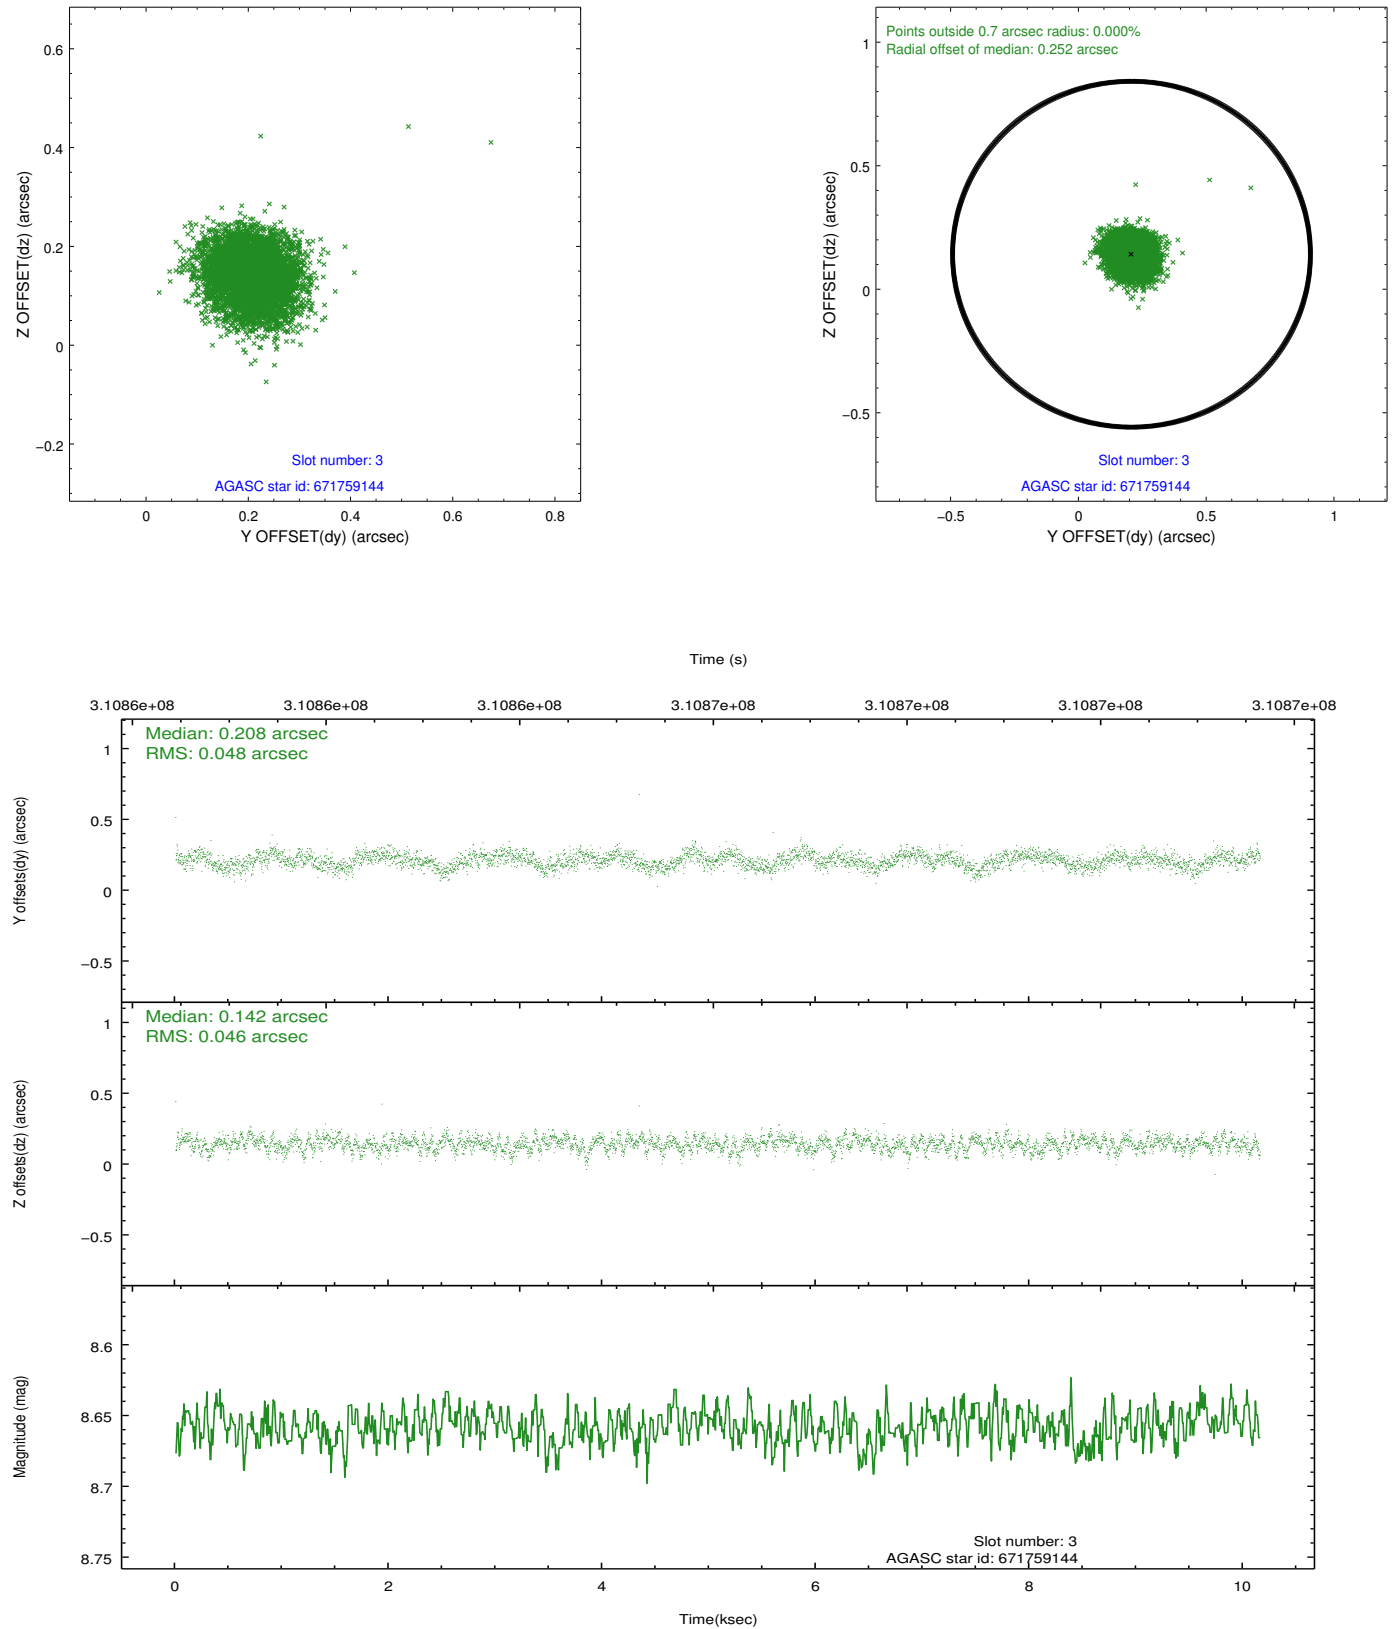 0.6
0.4
0.2
0
−0.2
Z OFFSET(dz) (arcsec)
Slot number: 3
AGASC star id: 671759144
0 0.2 0.4 0.6 0.8
Y OFFSET(dy) (arcsec)
Points outside 0.7 arcsec radius: 0.000%
Radial offset of median: 0.252 arcsec
1
0.5
0
−0.5
Z OFFSET(dz) (arcsec)
Slot number: 3
AGASC star id: 671759144
−0.5 0 0.5 1
Y OFFSET(dy) (arcsec)
Time (s)
3.1086e+08 3.1086e+08 3.1086e+08 3.1087e+08 3.1087e+08 3.1087e+08 3.1087e+08
Median: 0.208 arcsec
RMS: 0.048 arcsec
1
0.5
0
−0.5
Y offsets(dy) (arcsec)
Median: 0.142 arcsec
RMS: 0.046 arcsec
1
0.5
0
−0.5
Z offsets(dz) (arcsec)
8.6
8.65
8.7
8.75
Magnitude (mag)
Slot number: 3
AGASC star id: 671759144
0 2 4 6 8 10
Time(ksec)